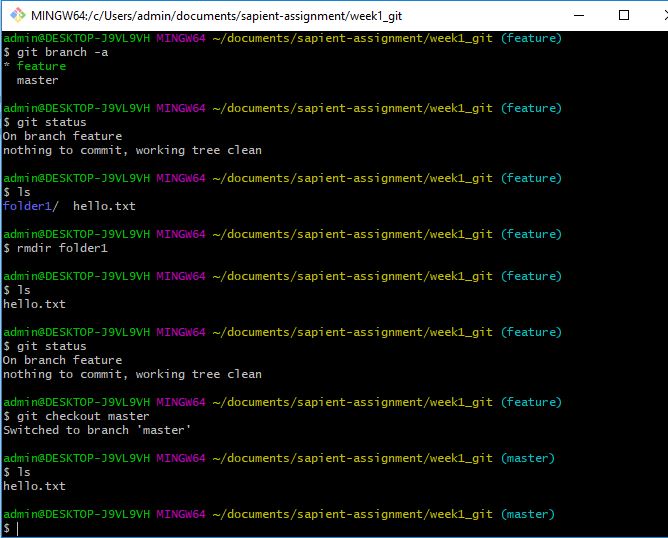 MINGW64:/c/Users/admin/documents/sapient-assignment/week1_git
admin@DESKTOP-J9VL9VH MINGW64 ~/documents/sapient-assignment/week1_git (feature)
$ git branch -a
* feature
  master
admin@DESKTOP-J9VL9VH MINGW64 ~/documents/sapient-assignment/week1_git (feature)
$ git status
On branch feature
nothing to commit, working tree clean
admin@DESKTOP-J9VL9VH MINGW64 ~/documents/sapient-assignment/week1_git (feature)
$ ls
folder1/  hello.txt
admin@DESKTOP-J9VL9VH MINGW64 ~/documents/sapient-assignment/week1_git (feature)
$ rmdir folder1
admin@DESKTOP-J9VL9VH MINGW64 ~/documents/sapient-assignment/week1_git (feature)
$ ls
hello.txt
admin@DESKTOP-J9VL9VH MINGW64 ~/documents/sapient-assignment/week1_git (feature)
$ git status
On branch feature
nothing to commit, working tree clean
admin@DESKTOP-J9VL9VH MINGW64 ~/documents/sapient-assignment/week1_git (feature)
$ git checkout master
Switched to branch 'master'
admin@DESKTOP-J9VL9VH MINGW64 ~/documents/sapient-assignment/week1_git (master)
$ ls
hello.txt
admin@DESKTOP-J9VL9VH MINGW64 ~/documents/sapient-assignment/week1_git (master)
$